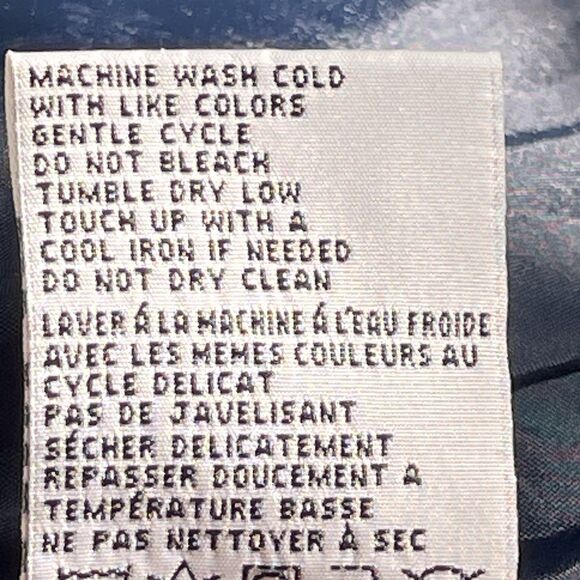 MACHINE WASH COLD
WITH LIKE COLORS
GENTLE CYCLE
DO NOT BLEACH
TUMBLE DRY LOW
TOUCH UP WITH A
COOL IRON IF NEEDED
DO NOT DRY CLEAN
LAVER Á LA MACHINE Á L'EAU FROIDE
AVEC LES MEMES COULEURS AU
CYCLE DELICAT
PAS DE JAVELISANT
SÉCHER DELICATEMENT
REPASSER DOUCEMENT A
TEMPÉRATURE BASSE
NE PAS NETTOYER À SEC